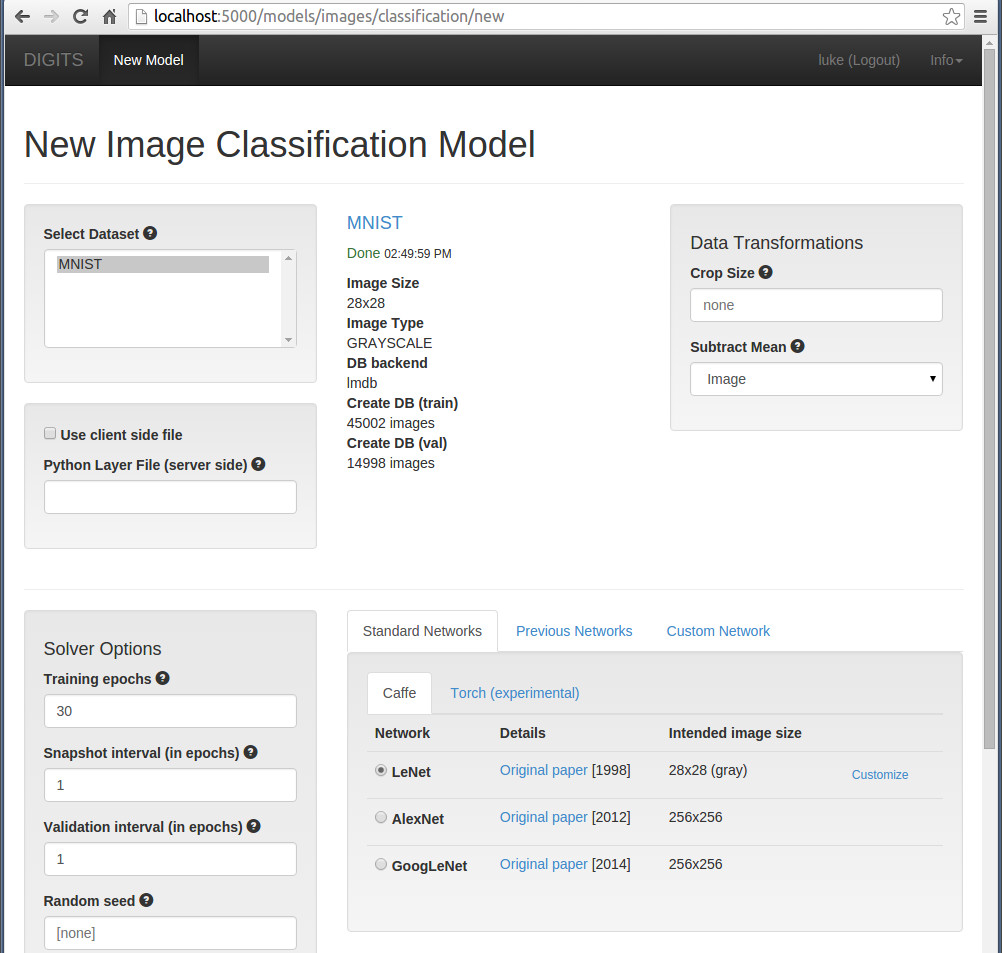 localhost:5000/models/images/classification/new
DIGITS New Model luke (Logout) Info
New Image Classification Model
Select Dataset ?
MNIST
Use client side file
Python Layer File (server side) ?
MNIST
Done 02:49:59 PM
Image Size
28x28
Image Type
GRAYSCALE
DB backend
lmdb
Create DB (train)
45002 images
Create DB (val)
14998 images
Data Transformations
Crop Size ?
none
Subtract Mean ?
Image
Solver Options
Training epochs ?
30
Snapshot interval (in epochs) ?
1
Validation interval (in epochs) ?
1
Random seed ?
[none]
Standard Networks Previous Networks Custom Network
Caffe Torch (experimental)
Network Details Intended image size
LeNet Original paper [1998] 28x28 (gray) Customize
AlexNet Original paper [2012] 256x256
GoogLeNet Original paper [2014] 256x256